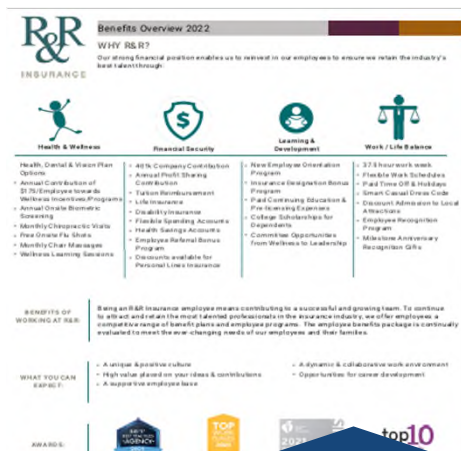 R&R
INSURANCE
Benefits Overview 2022
WHY R&R?
Our strong financial position enables us to reinvest in our employees to ensure we retain the industry's
best talent through:
Health & Wellness
Health, Dental & Vision Plan
Options
• Annual Contribution of
$175/Employee towards
Wellness Incentives/Programs
• Annual Onsite Biometric
Screening
• Monthly Chiropractic Visits
• Free Onsite Flu Shots
• Monthly Chair Massages
• Wellness Learning Sessions
Financial Security
• 401k Company Contribution
• Annual Profit Sharing
Contribution
• Tuition Reimbursement
• Life Insurance
• Disability Insurance
• Flexible Spending Accounts
• Health Savings Accounts
• Employee Referral Bonus
Program
• Discounts available for
Personal Lines Insurance
Learning &
Development
• New Employee Orientation
Program
• Insurance Designation Bonus
Program
• Paid Continuing Education &
Pre-licensing Expenses
• College Scholarships for
Dependents
• Committee Opportunities
from Wellness to Leadership
Work / Life Balance
• 37.5 hour work week
• Flexible Work Schedules
• Paid Time Off & Holidays
• Smart Casual Dress Code
• Discount Admission to Local
Attractions
• Employee Recognition
Program
• Milestone Anniversary
Recognition Gifts
BENEFITS OF
WORKING AT R&R:
Being an R&R Insurance employee means contributing to a successful and growing team. To continue
to attract and retain the most talented professionals in the insurance industry, we offer employees a
competitive range of benefit plans and employee programs. The employee benefits package is continually
evaluated to meet the ever-changing needs of our employees and their families.
WHAT YOU CAN
EXPECT:
• A unique & positive culture
• High value placed on your ideas & contributions
• A supportive employee base
• A dynamic & collaborative work environment
• Opportunities for career development
AWARDS:
AGENCY
TOP
2021
top10